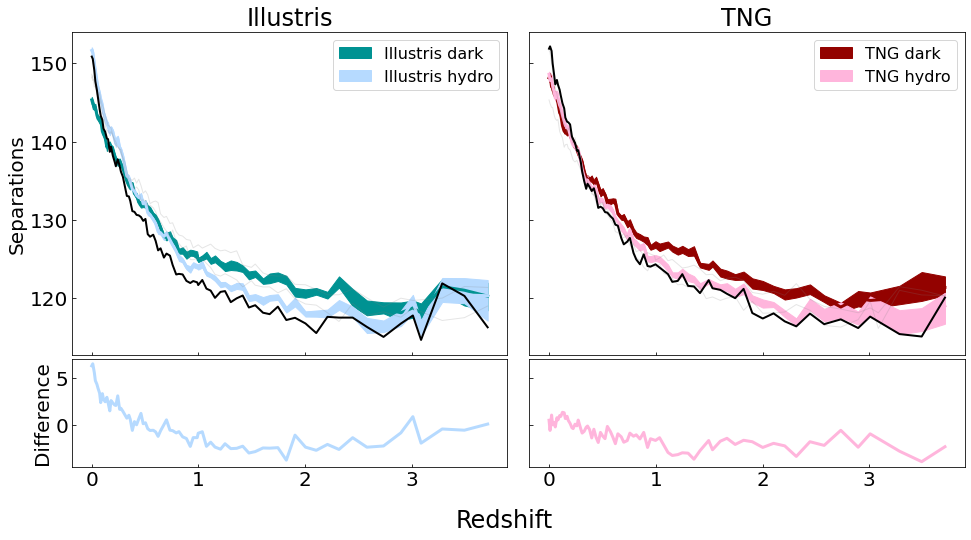 Illustris
TNG
Illustris dark
Illustris hydro
TNG dark
TNG hydro
Separations
150
140
130
120
Difference
5
0
0 1 2 3
0 1 2 3
Redshift